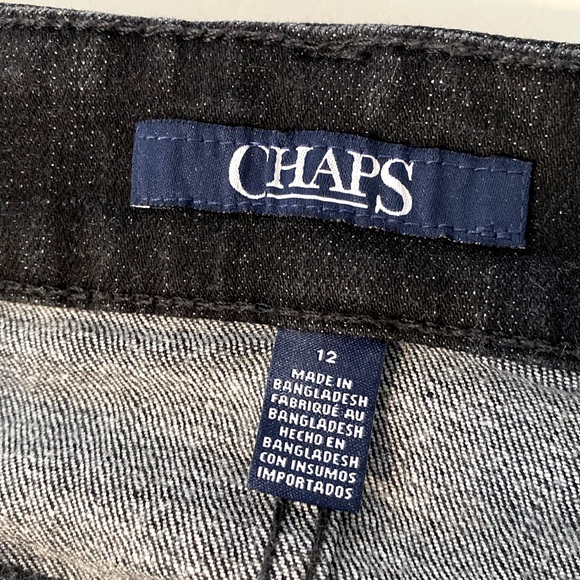 CHAPS
12
MADE IN
BANGLADESH
FABRIQUÉ AU
BANGLADESH
HECHO EN
BANGLADESH
CON INSUMOS
IMPORTADOS